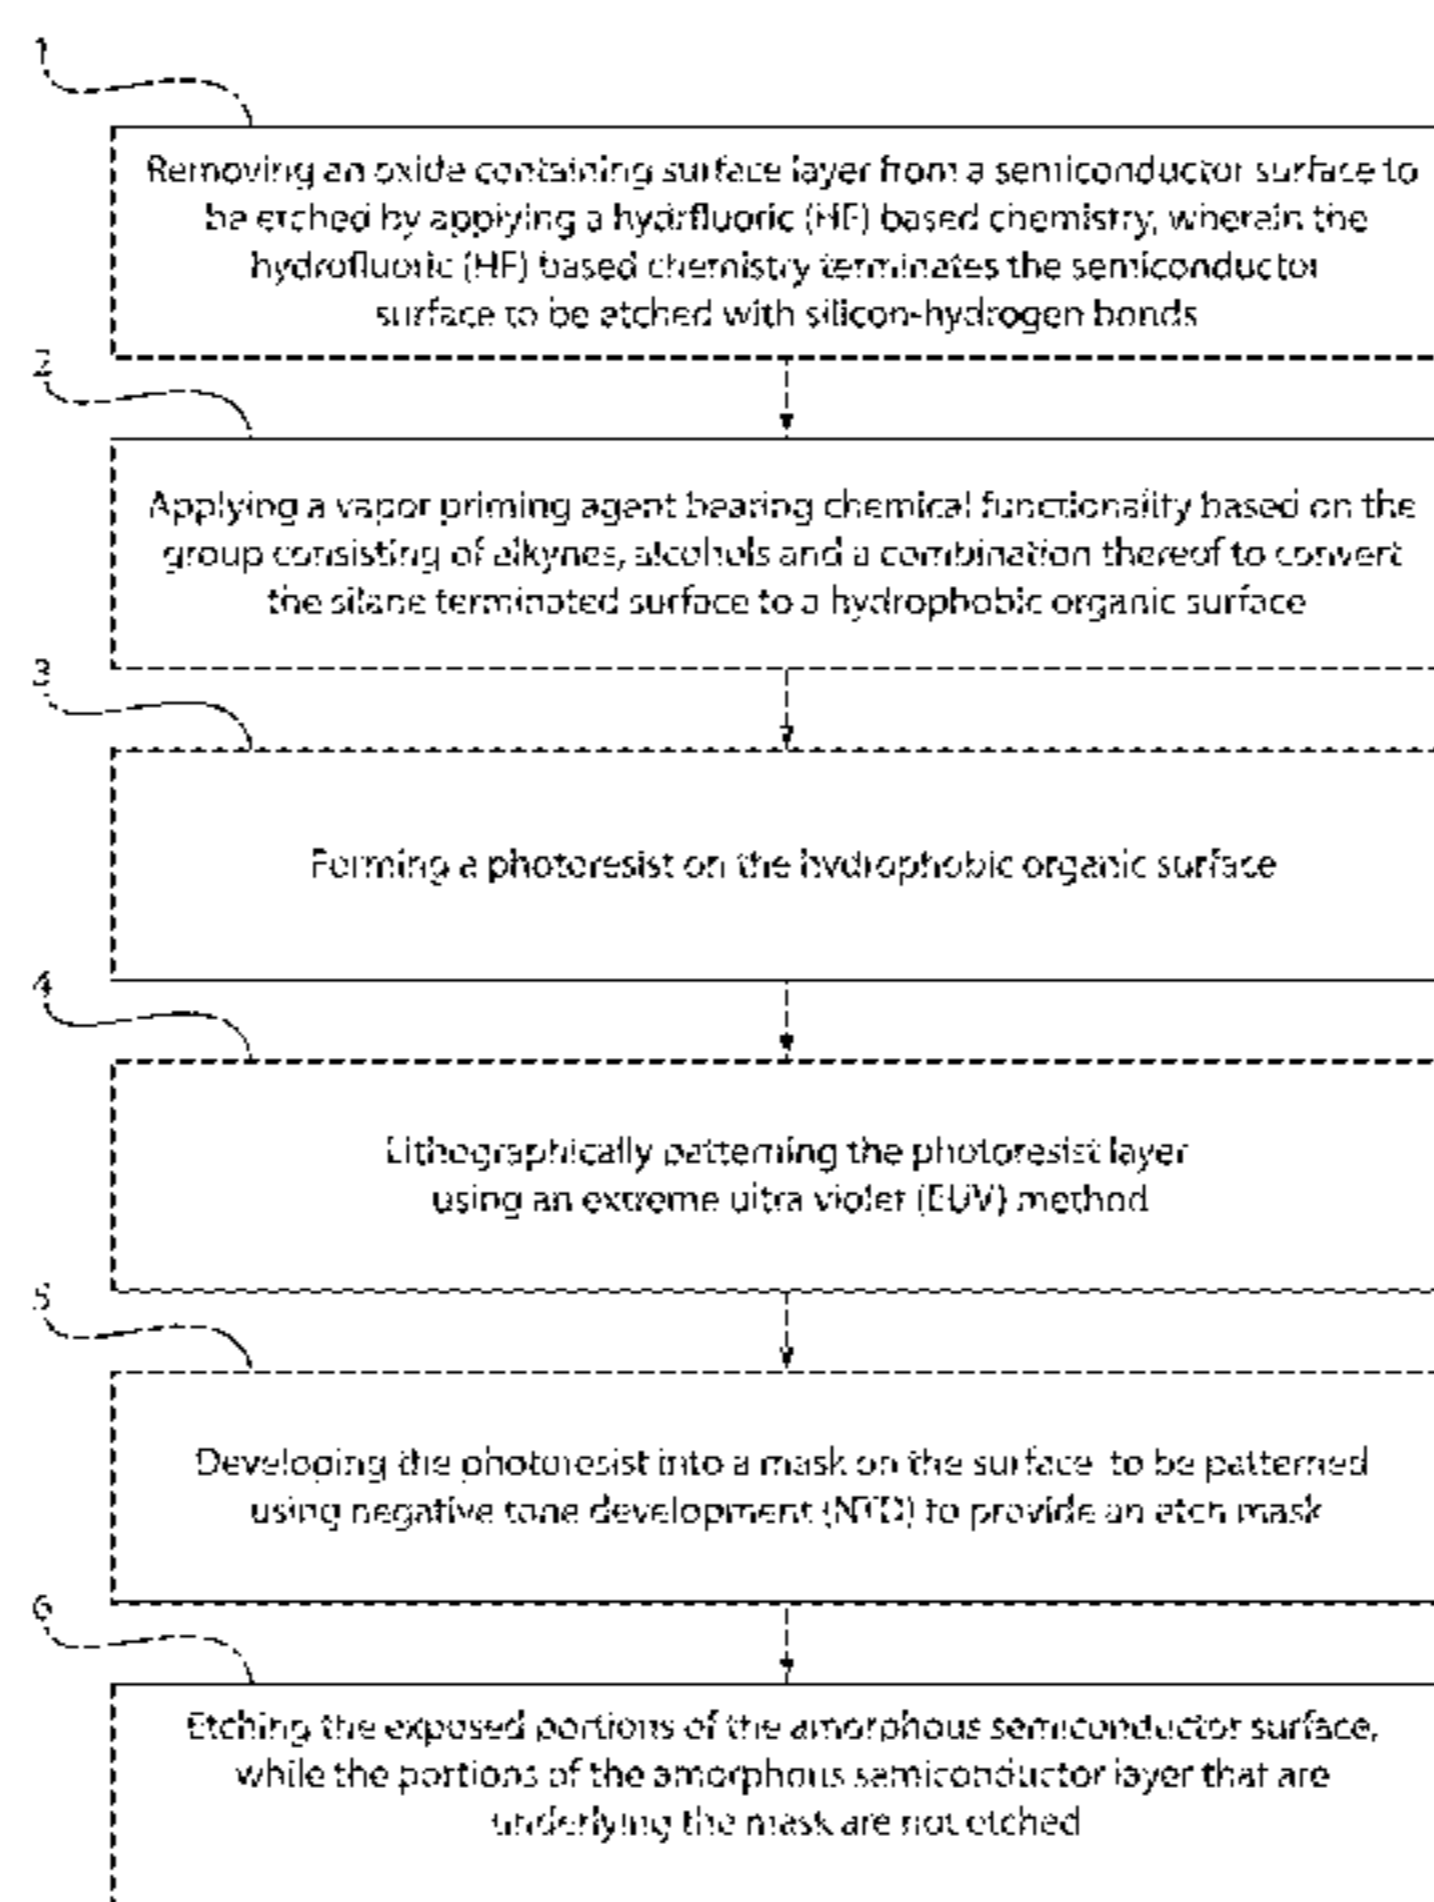 1
Removing an oxide containing surface layer from a semiconductor surface to
be etched by applying a hydrfluoric (HF) based chemistry, wherein the
hydrofluoric (HF) based chemistry terminates the semiconductor
surface to be etched with silicon-hydrogen bonds
2
Applying a vapor priming agent bearing chemical functionality based on the
group consisting of alkynes, alcohols and a combination thereof to convert
the silane terminated surface to a hydrophobic organic surface
3
Forming a photoresist on the hydrophobic organic surface
4
Lithographically patterning the photoresist layer
using an extreme ultra violet (EUV) method
5
Developing the photoresist into a mask on the surface to be patterned
using negative tone development (NTD) to provide an etch mask
6
Etching the exposed portions of the amorphous semiconductor surface,
while the portions of the amorphous semiconductor layer that are
underlying the mask are not etched